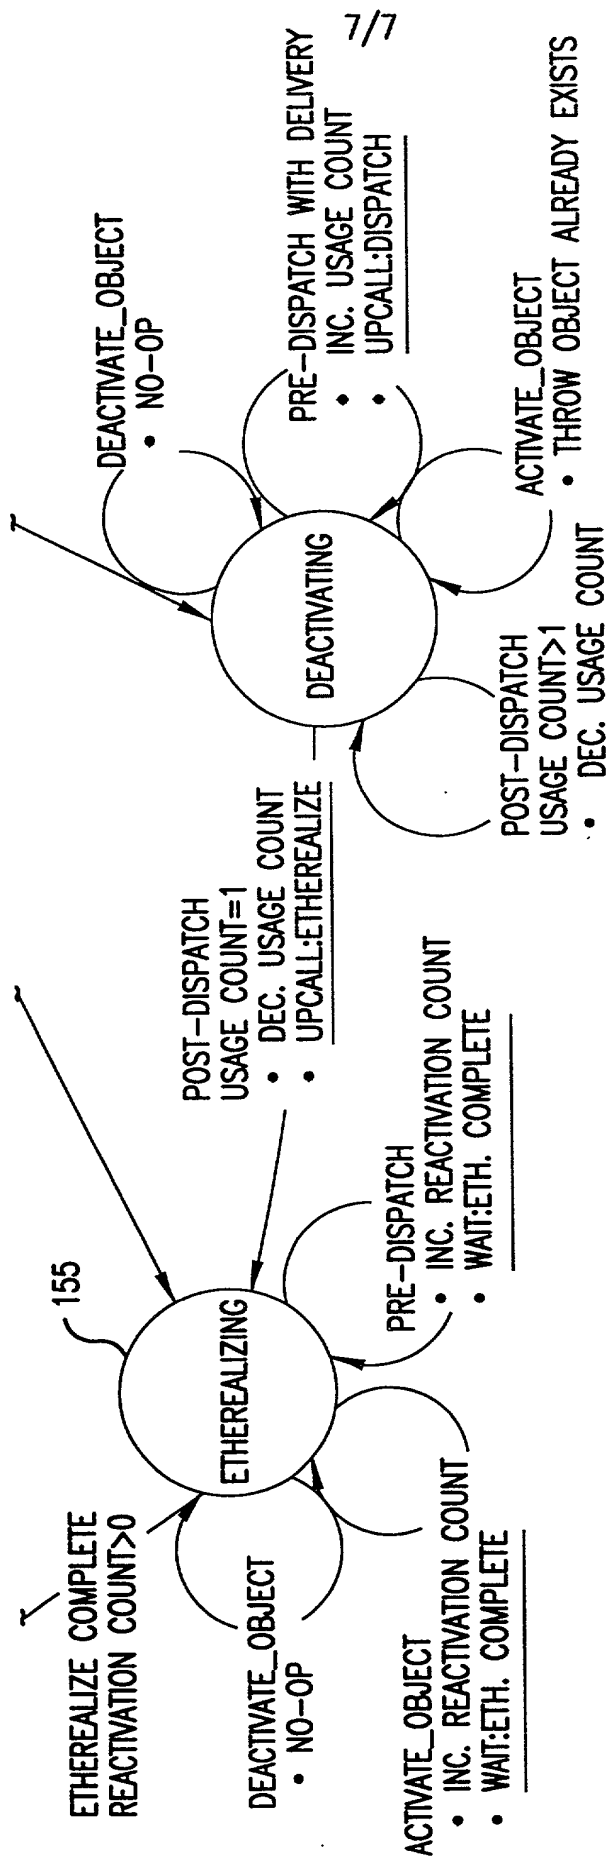 7/7
ETHEREALIZE COMPLETE
REACTIVATION COUNT>0
155
ETHEREALIZING
DEACTIVATE_OBJECT
• NO-OP
ACTIVATE_OBJECT
• INC. REACTIVATION COUNT
• WAIT:ETH. COMPLETE
PRE-DISPATCH
• INC. REACTIVATION COUNT
• WAIT:ETH. COMPLETE
POST-DISPATCH
USAGE COUNT=1
• DEC. USAGE COUNT
• UPCALL:ETHEREALIZE
DEACTIVATING
DEACTIVATE_OBJECT
• NO-OP
PRE-DISPATCH WITH DELIVERY
• INC. USAGE COUNT
• UPCALL:DISPATCH
ACTIVATE_OBJECT
• THROW OBJECT ALREADY EXISTS
POST-DISPATCH
USAGE COUNT>1
• DEC. USAGE COUNT